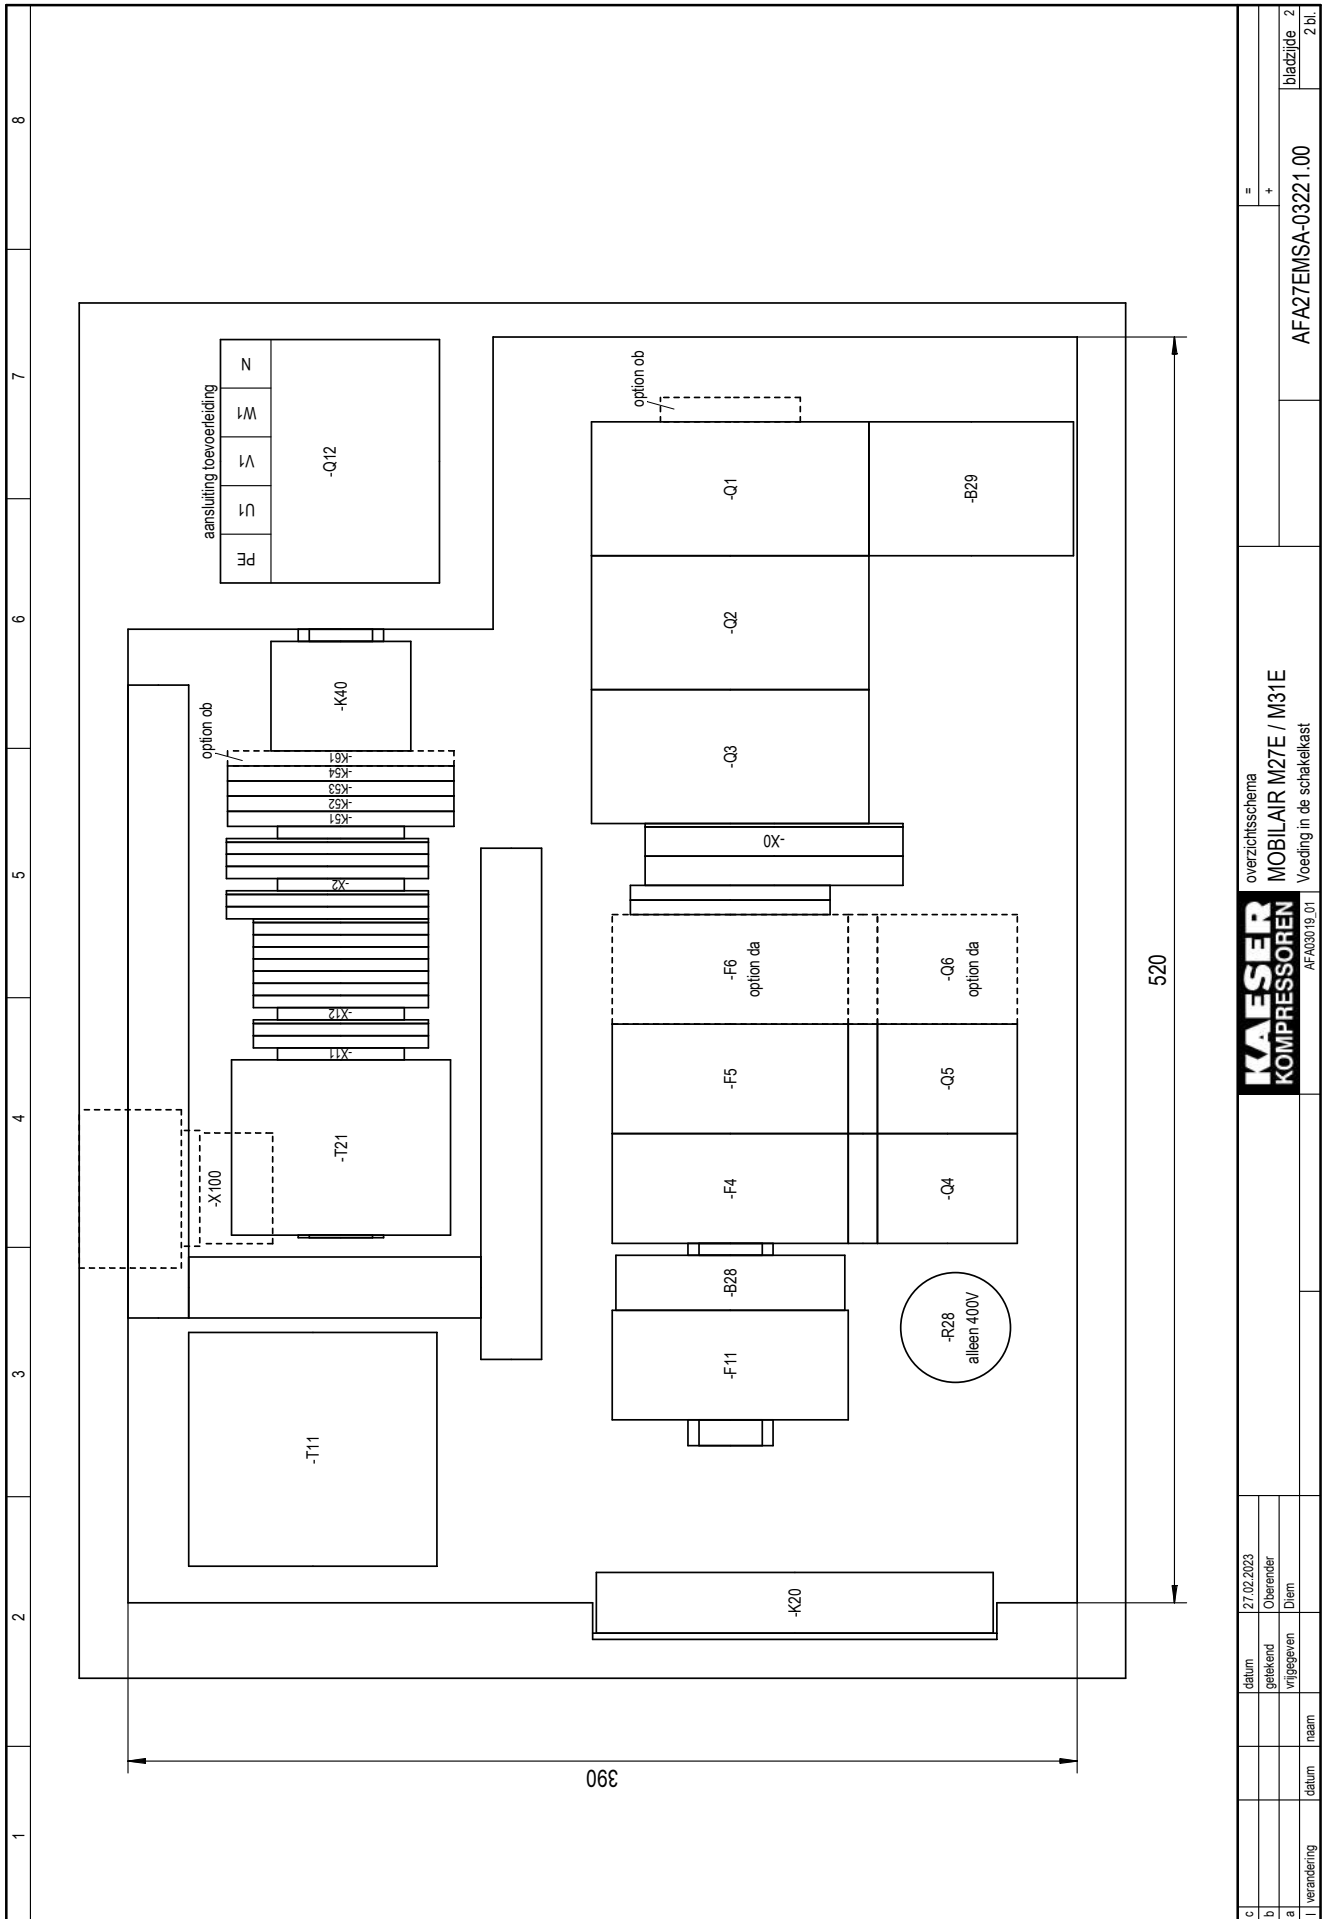 1
2
3
4
5
6
7
8
aansluiting toevoerleiding
PE
U1
V1
W1
N
-Q12
option ob
-X100
-T11
-T21
-X11
-X12
-X2
-K51
-K52
-K53
-K54
-K61
-K40
390
option ob
-F11
-B28
-F4
-F5
-F6
option da
-X0
-Q3
-Q2
-Q1
-K20
-R28
alleen 400V
-Q4
-Q5
-Q6
option da
-B29
520
c
b
a
l
verandering
datum
naam
datum
27.02.2023
getekend
Oberender
vrijgegeven
Diem
KAESER
KOMPRESSOREN
AFA03019_01
overzichtsschema
MOBILAIR M27E / M31E
Voeding in de schakelkast
=
+
AFA27EMSA-03221.00
bladzijde 2
2 bl.